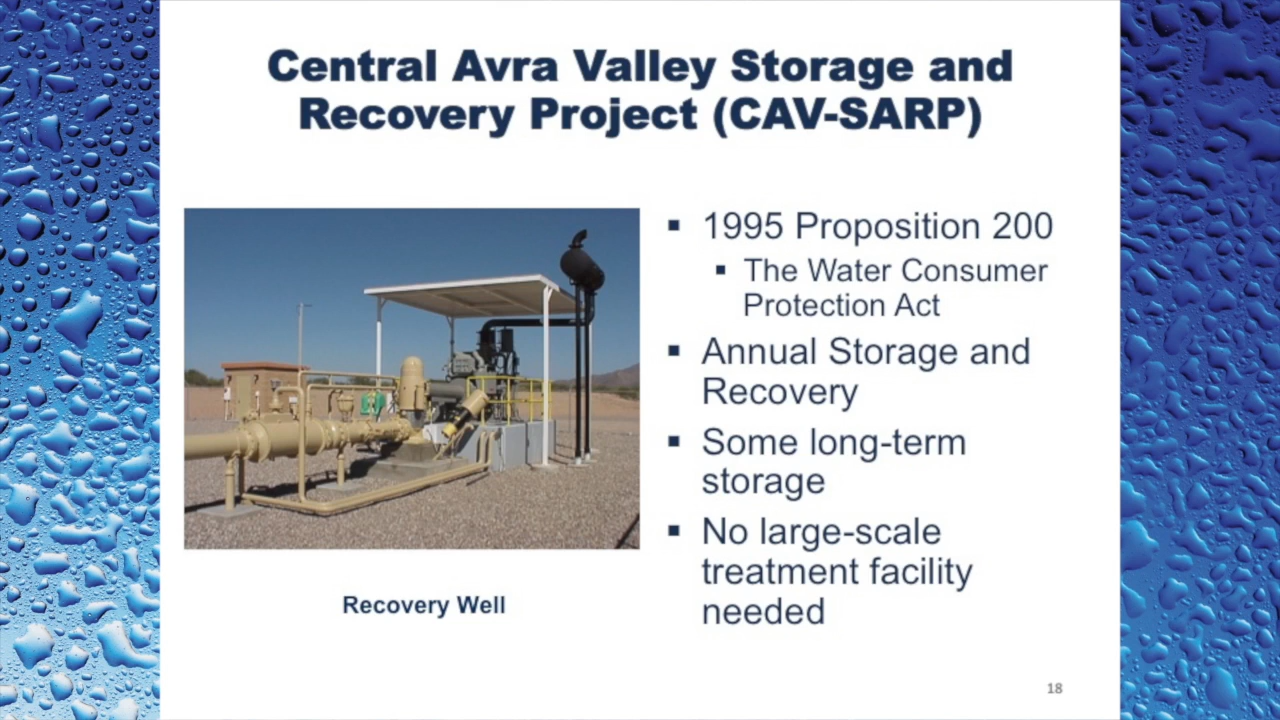 Central Avra Valley Storage and
Recovery Project (CAV-SARP)
▪ 1995 Proposition 200
▪ The Water Consumer
Protection Act
▪ Annual Storage and
Recovery
▪ Some long-term
storage
▪ No large-scale
treatment facility
needed
Recovery Well
18